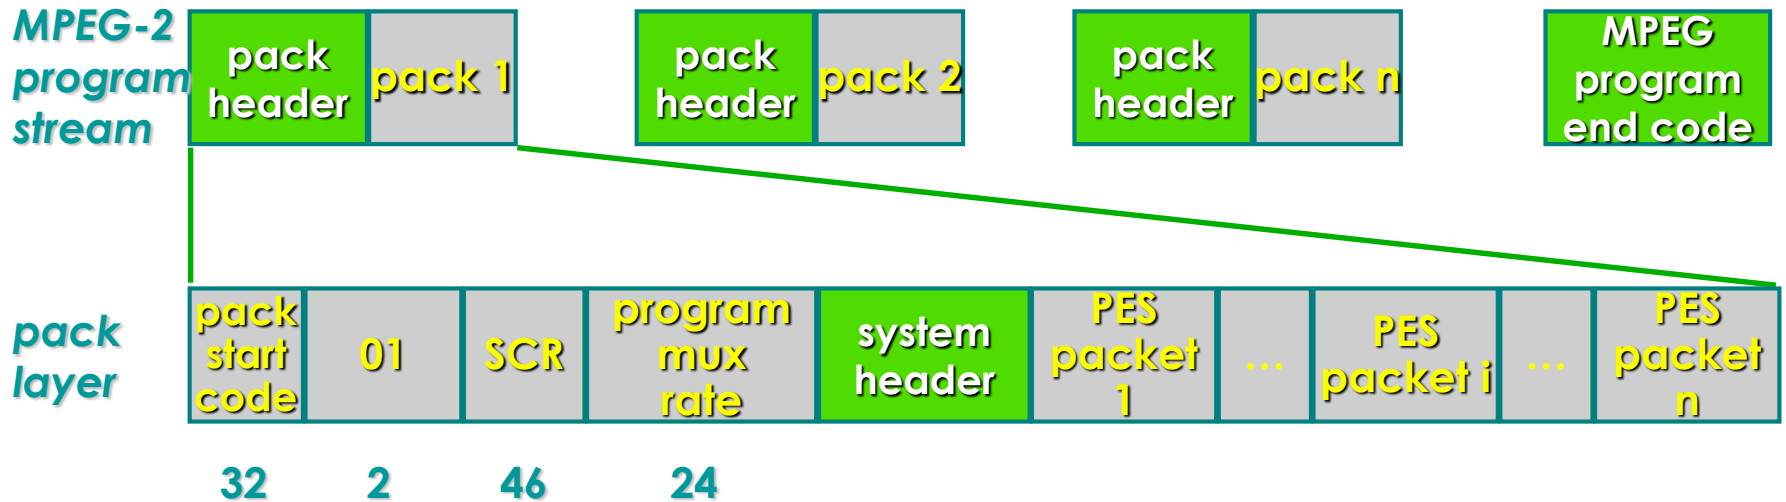 MPEG-2
program
stream
pack
header
pack 1
pack
header
pack 2
pack
header
pack n
MPEG
program
end code
pack
layer
pack
start
code
01
SCR
program
mux
rate
system
header
PES
packet
1
...
PES
packet i
...
PES
packet
n
32
2
46
24